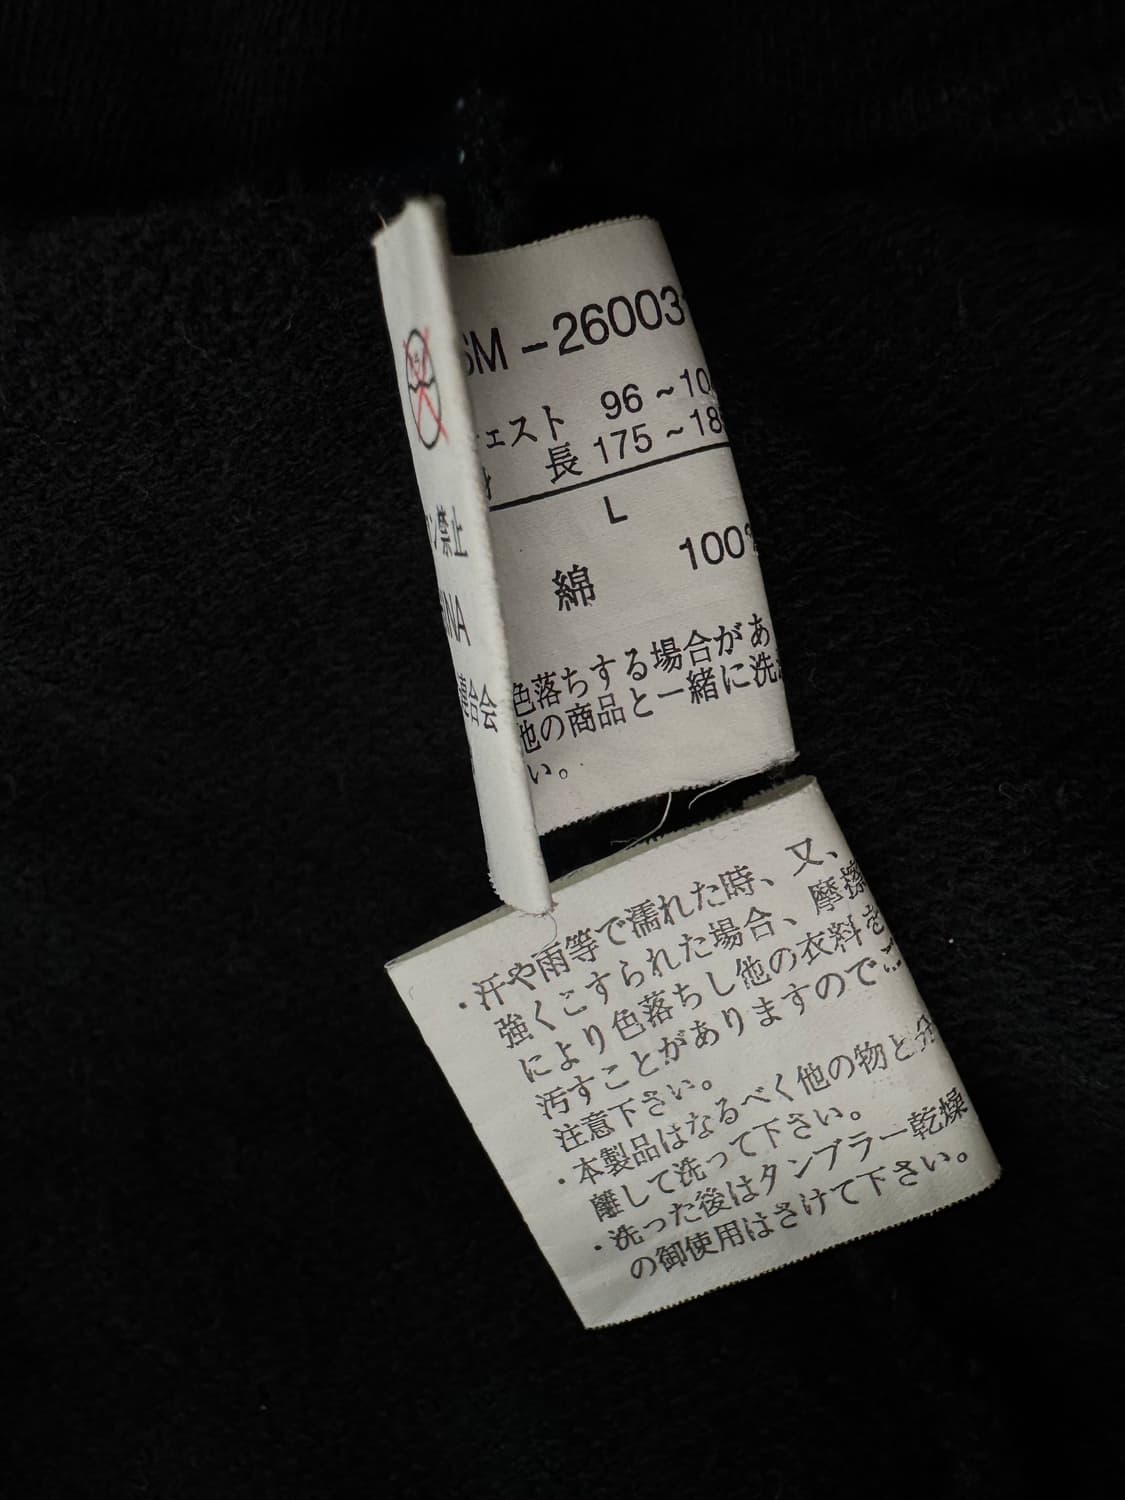 SM-26003
ェスト 96~10
長 175~18
L
綿 100%
色落ちする場合があ
他の商品と一緒に洗
い。
禁止
INA
連合会
・汗や雨等で濡れた時、又、
強くこすられた場合、摩擦
により色落ちし他の衣料を
汚すことがありますのでご
注意下さい。
・本製品はなるべく他の物と分
離して洗って下さい。
・洗った後はタンブラー乾燥
の御使用はさけて下さい。